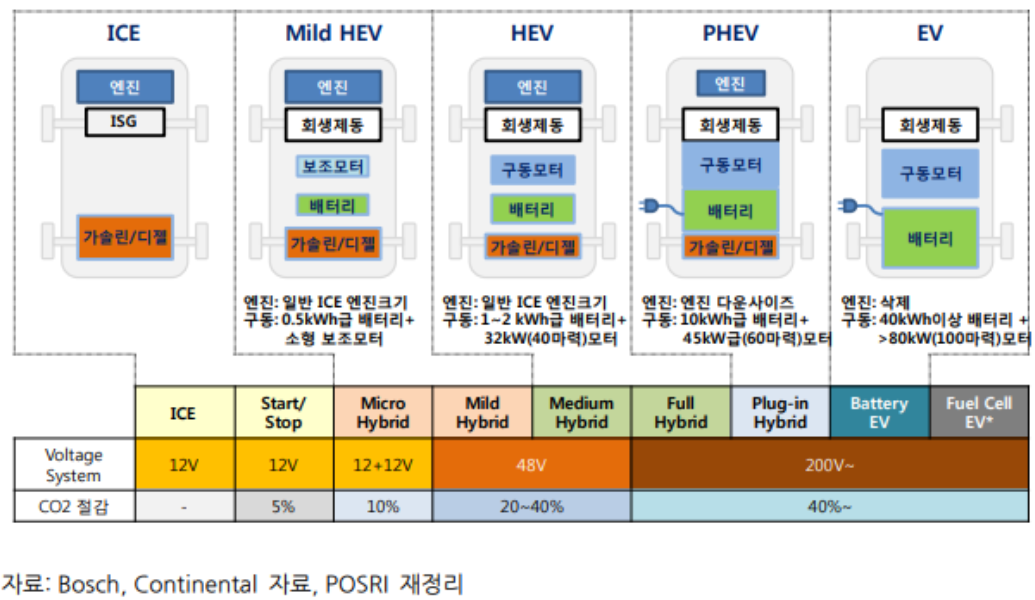 ICE
엔진
ISG
가솔린/디젤
Mild HEV
엔진
회생제동
보조모터
배터리
가솔린/디젤
엔진: 일반 ICE 엔진크기
구동: 0.5kWh급 배터리+
소형 보조모터
HEV
엔진
회생제동
구동모터
배터리
가솔린/디젤
엔진: 일반 ICE 엔진크기
구동: 1~2 kWh급 배터리+
32kW(40마력)모터
PHEV
엔진
회생제동
구동모터
배터리
가솔린/디젤
엔진: 엔진 다운사이즈
구동: 10kWh급 배터리+
45kW급(60마력)모터
EV
회생제동
구동모터
배터리
엔진: 삭제
구동: 40kWh이상 배터리 +
>80kW(100마력)모터
ICE
Start/
Stop
Micro
Hybrid
Mild
Hybrid
Medium
Hybrid
Full
Hybrid
Plug-in
Hybrid
Battery
EV
Fuel Cell
EV*
Voltage
System
12V
12V
12+12V
48V
200V~
CO2 절감
-
5%
10%
20~40%
40%~
자료: Bosch, Continental 자료, POSRI 재정리